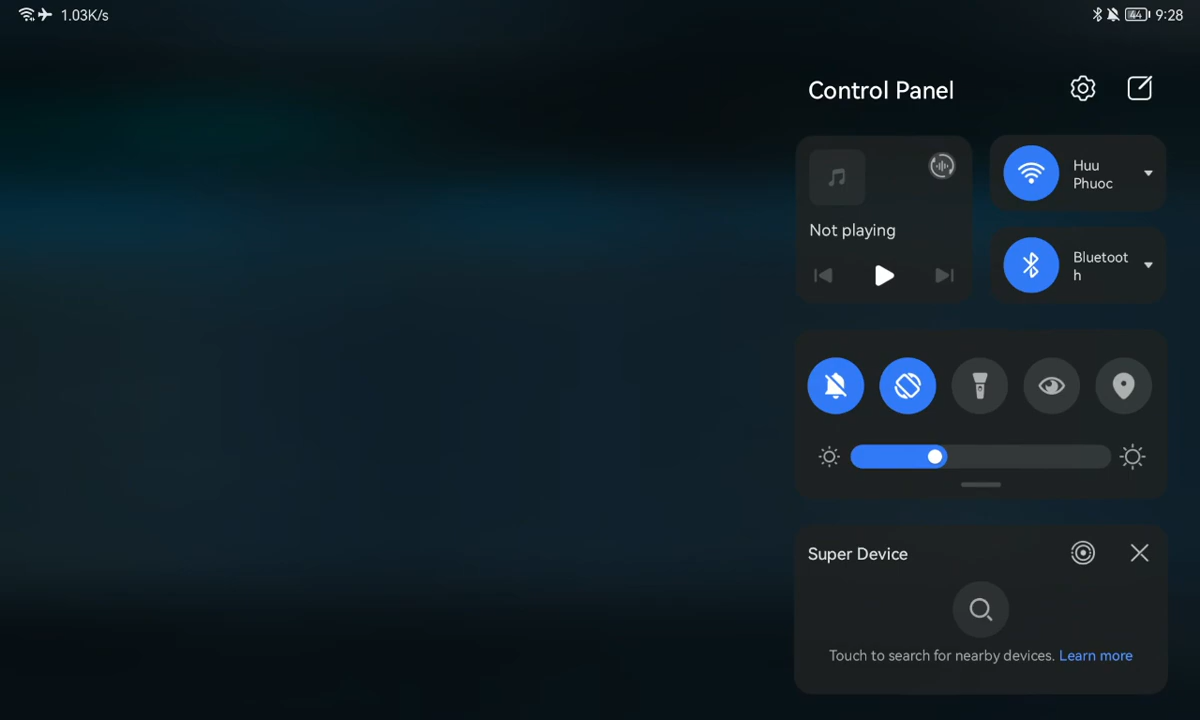 1.03K/s
44 9:28
Control Panel
Huu
Phuoc
Not playing
Bluetoot
h
Super Device
Touch to search for nearby devices. Learn more